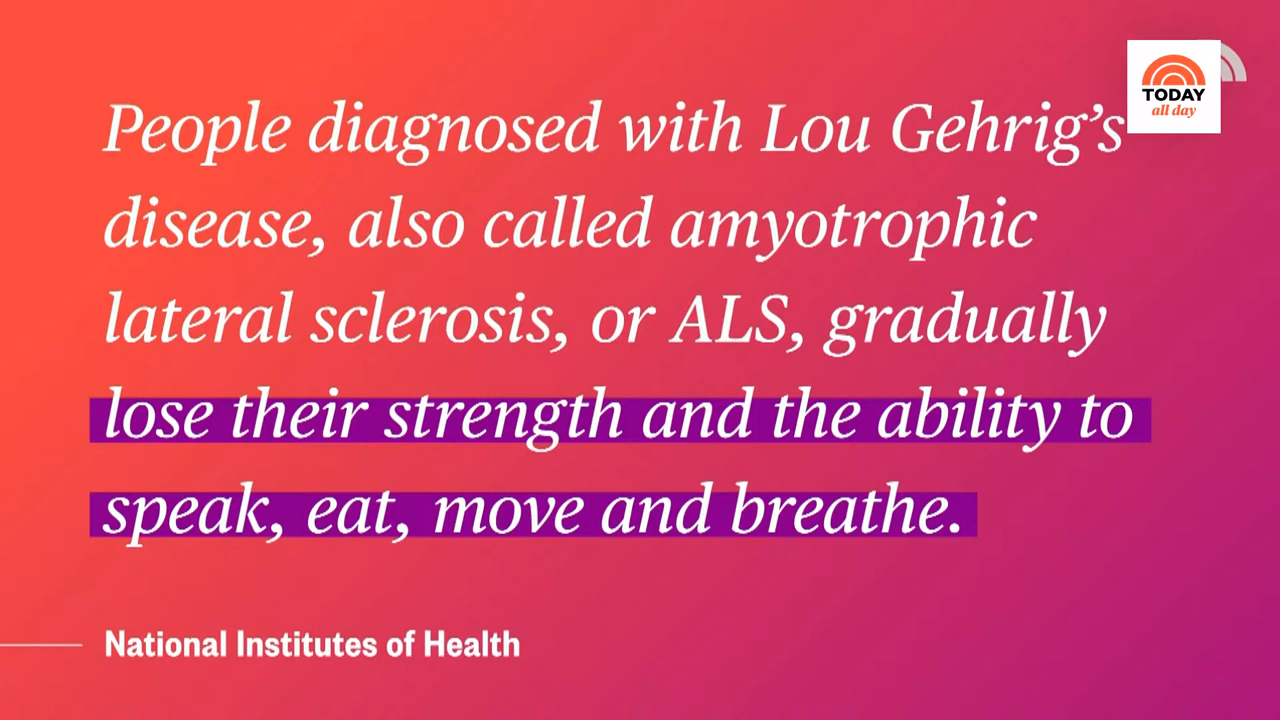 TODAY
all day
People diagnosed with Lou Gehrig’s
disease, also called amyotrophic
lateral sclerosis, or ALS, gradually
lose their strength and the ability to
speak, eat, move and breathe.
National Institutes of Health